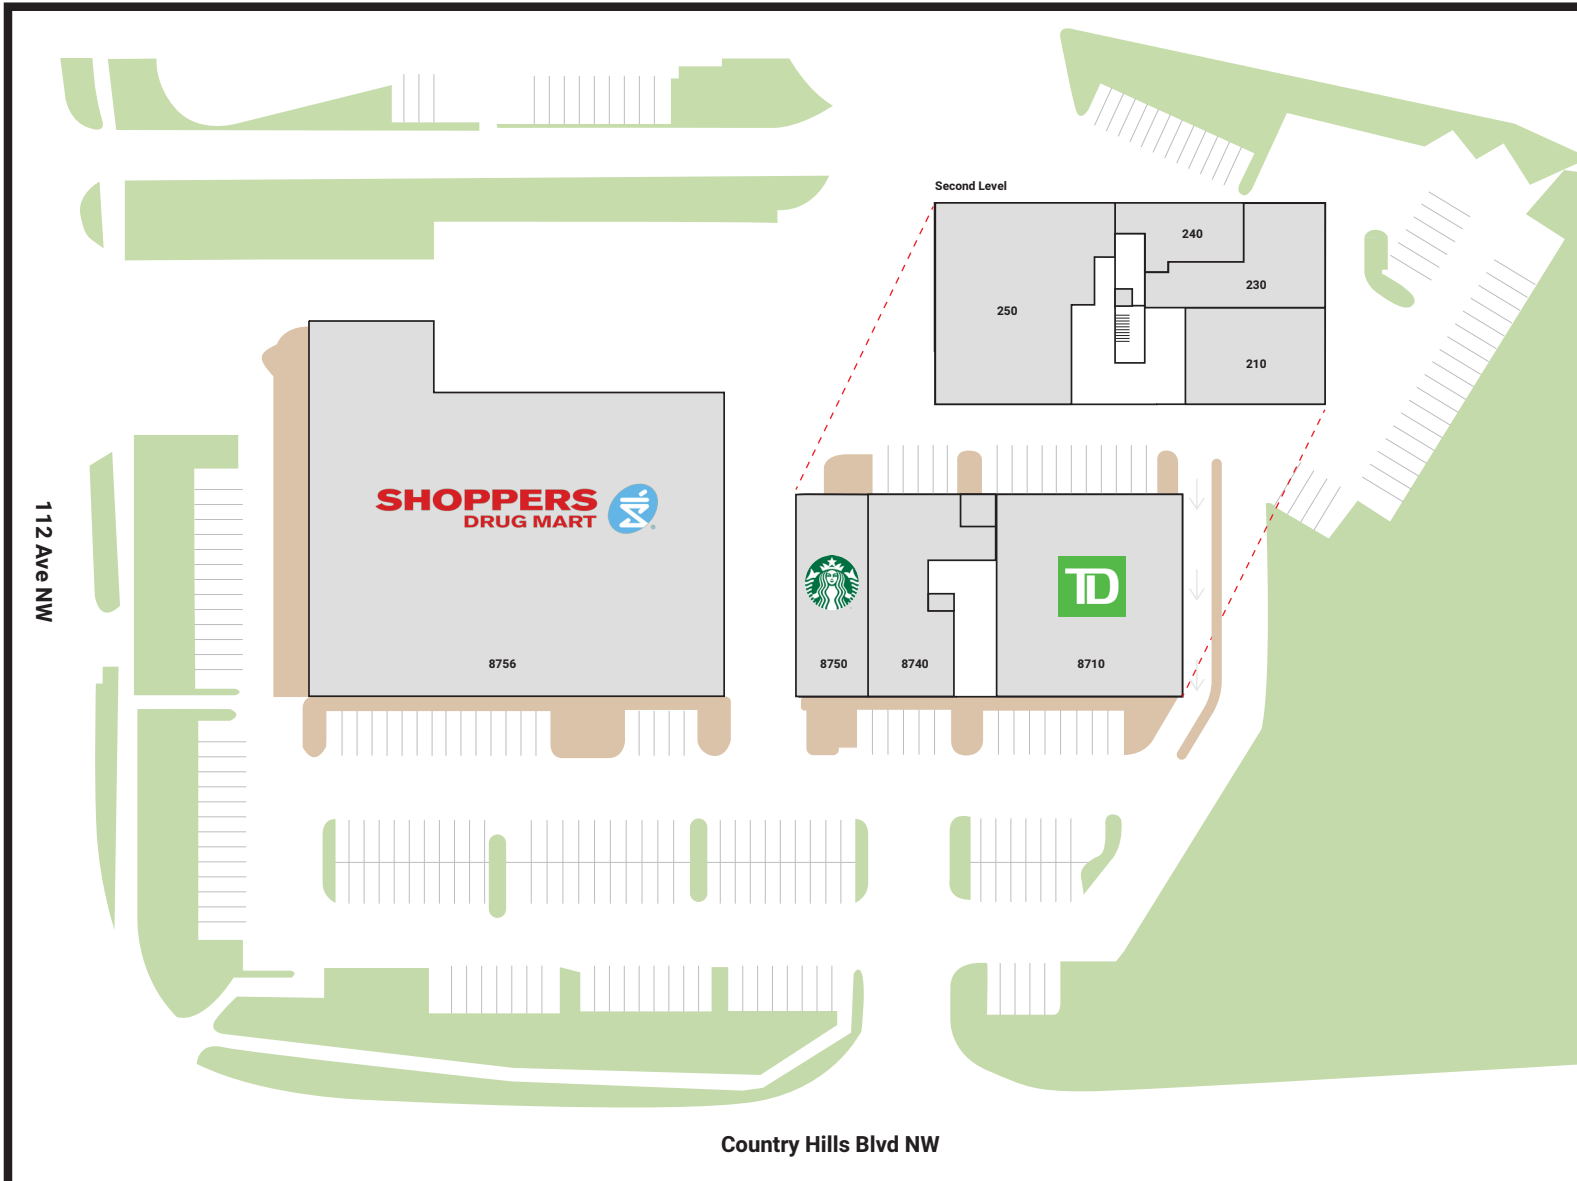 Second Level
240
230
250
210
SHOPPERS
DRUG MART
TD
8756
8750
8740
8710
112 Ave NW
Country Hills Blvd NW